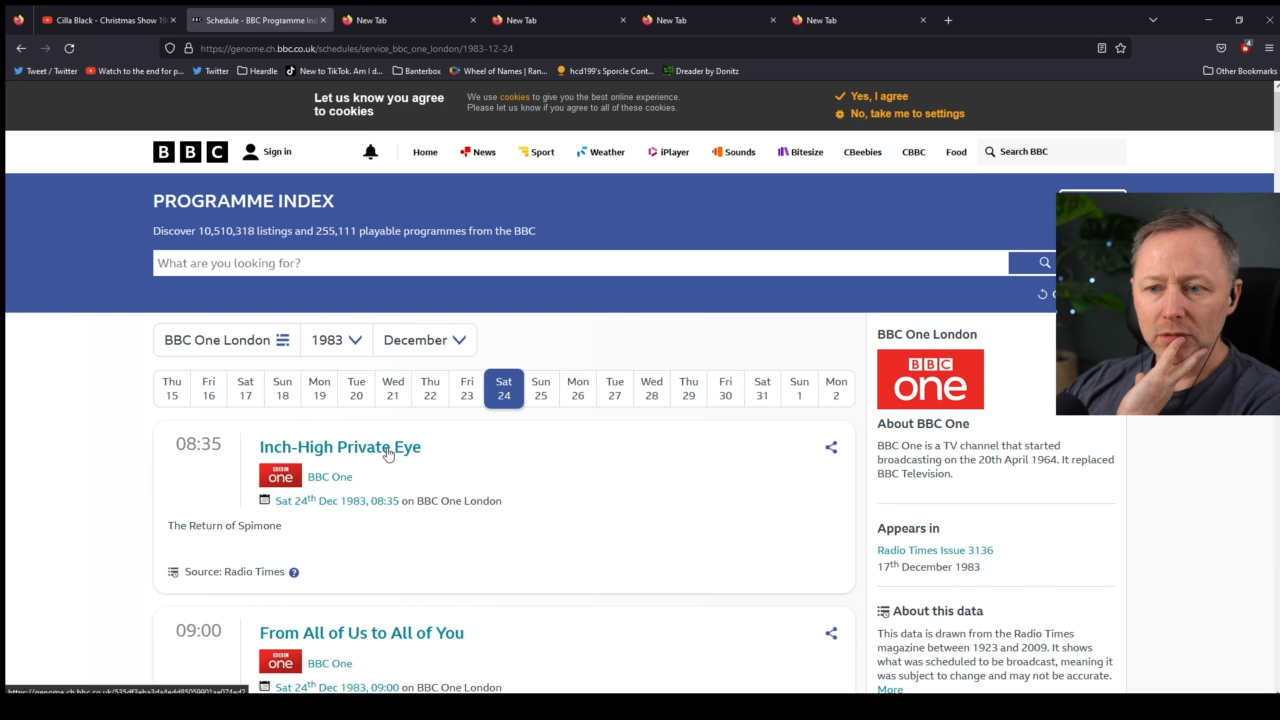 Cilla Black - Christmas Show 19
Schedule - BBC Programme Ind
New Tab
New Tab
New Tab
New Tab
https://genome.ch.bbc.co.uk/schedules/service_bbc_one_london/1983-12-24
4
Tweet / Twitter
Watch to the end for p...
Twitter
Heardle
New to TikTok. Am I d...
Banterbox
Wheel of Names | Ran...
hcd199's Sporcle Cont...
Dreader by Donitz
Other Bookmarks
Let us know you agree
to cookies
We use cookies to give you the best online experience.
Please let us know if you agree to all of these cookies.
Yes, I agree
No, take me to settings
BBC
Sign in
Home
News
Sport
Weather
iPlayer
Sounds
Bitesize
CBeebies
CBBC
Food
Search BBC
PROGRAMME INDEX
Discover 10,510,318 listings and 255,111 playable programmes from the BBC
What are you looking for?
BBC One London
1983
December
Thu 15
Fri 16
Sat 17
Sun 18
Mon 19
Tue 20
Wed 21
Thu 22
Fri 23
Sat 24
Sun 25
Mon 26
Tue 27
Wed 28
Thu 29
Fri 30
Sat 31
Sun 1
Mon 2
08:35
Inch-High Private Eye
BBC one
BBC One
Sat 24th Dec 1983, 08:35 on BBC One London
The Return of Spimone
Source: Radio Times ?
09:00
From All of Us to All of You
BBC one
BBC One
Sat 24th Dec 1983, 09:00 on BBC One London
BBC One London
BBC one
About BBC One
BBC One is a TV channel that started
broadcasting on the 20th April 1964. It replaced
BBC Television.
Appears in
Radio Times Issue 3136
17th December 1983
About this data
This data is drawn from the Radio Times
magazine between 1923 and 2009. It shows
what was scheduled to be broadcast, meaning it
was subject to change and may not be accurate.
More